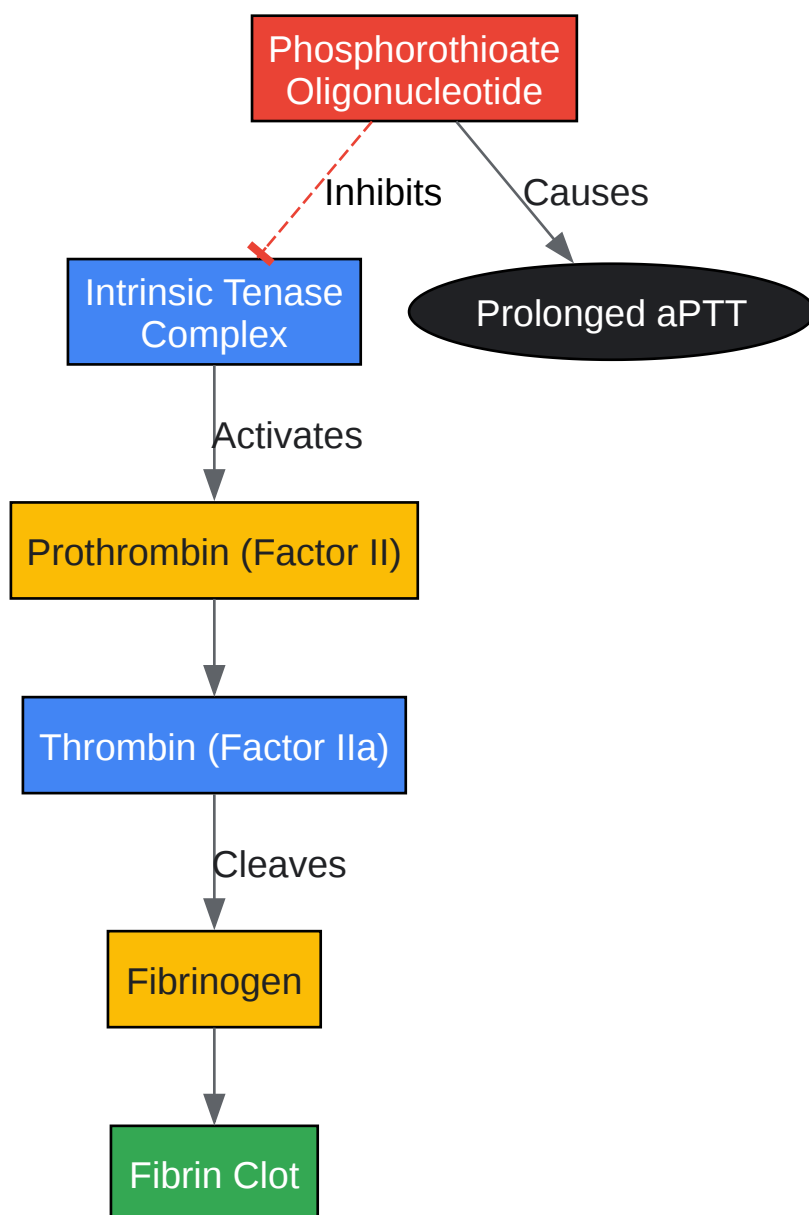 Phosphorothioate
Oligonucleotide
Inhibits
Causes
Intrinsic Tenase
Complex
Prolonged aPTT
Activates
Prothrombin (Factor II)
Thrombin (Factor IIa)
Cleaves
Fibrinogen
Fibrin Clot